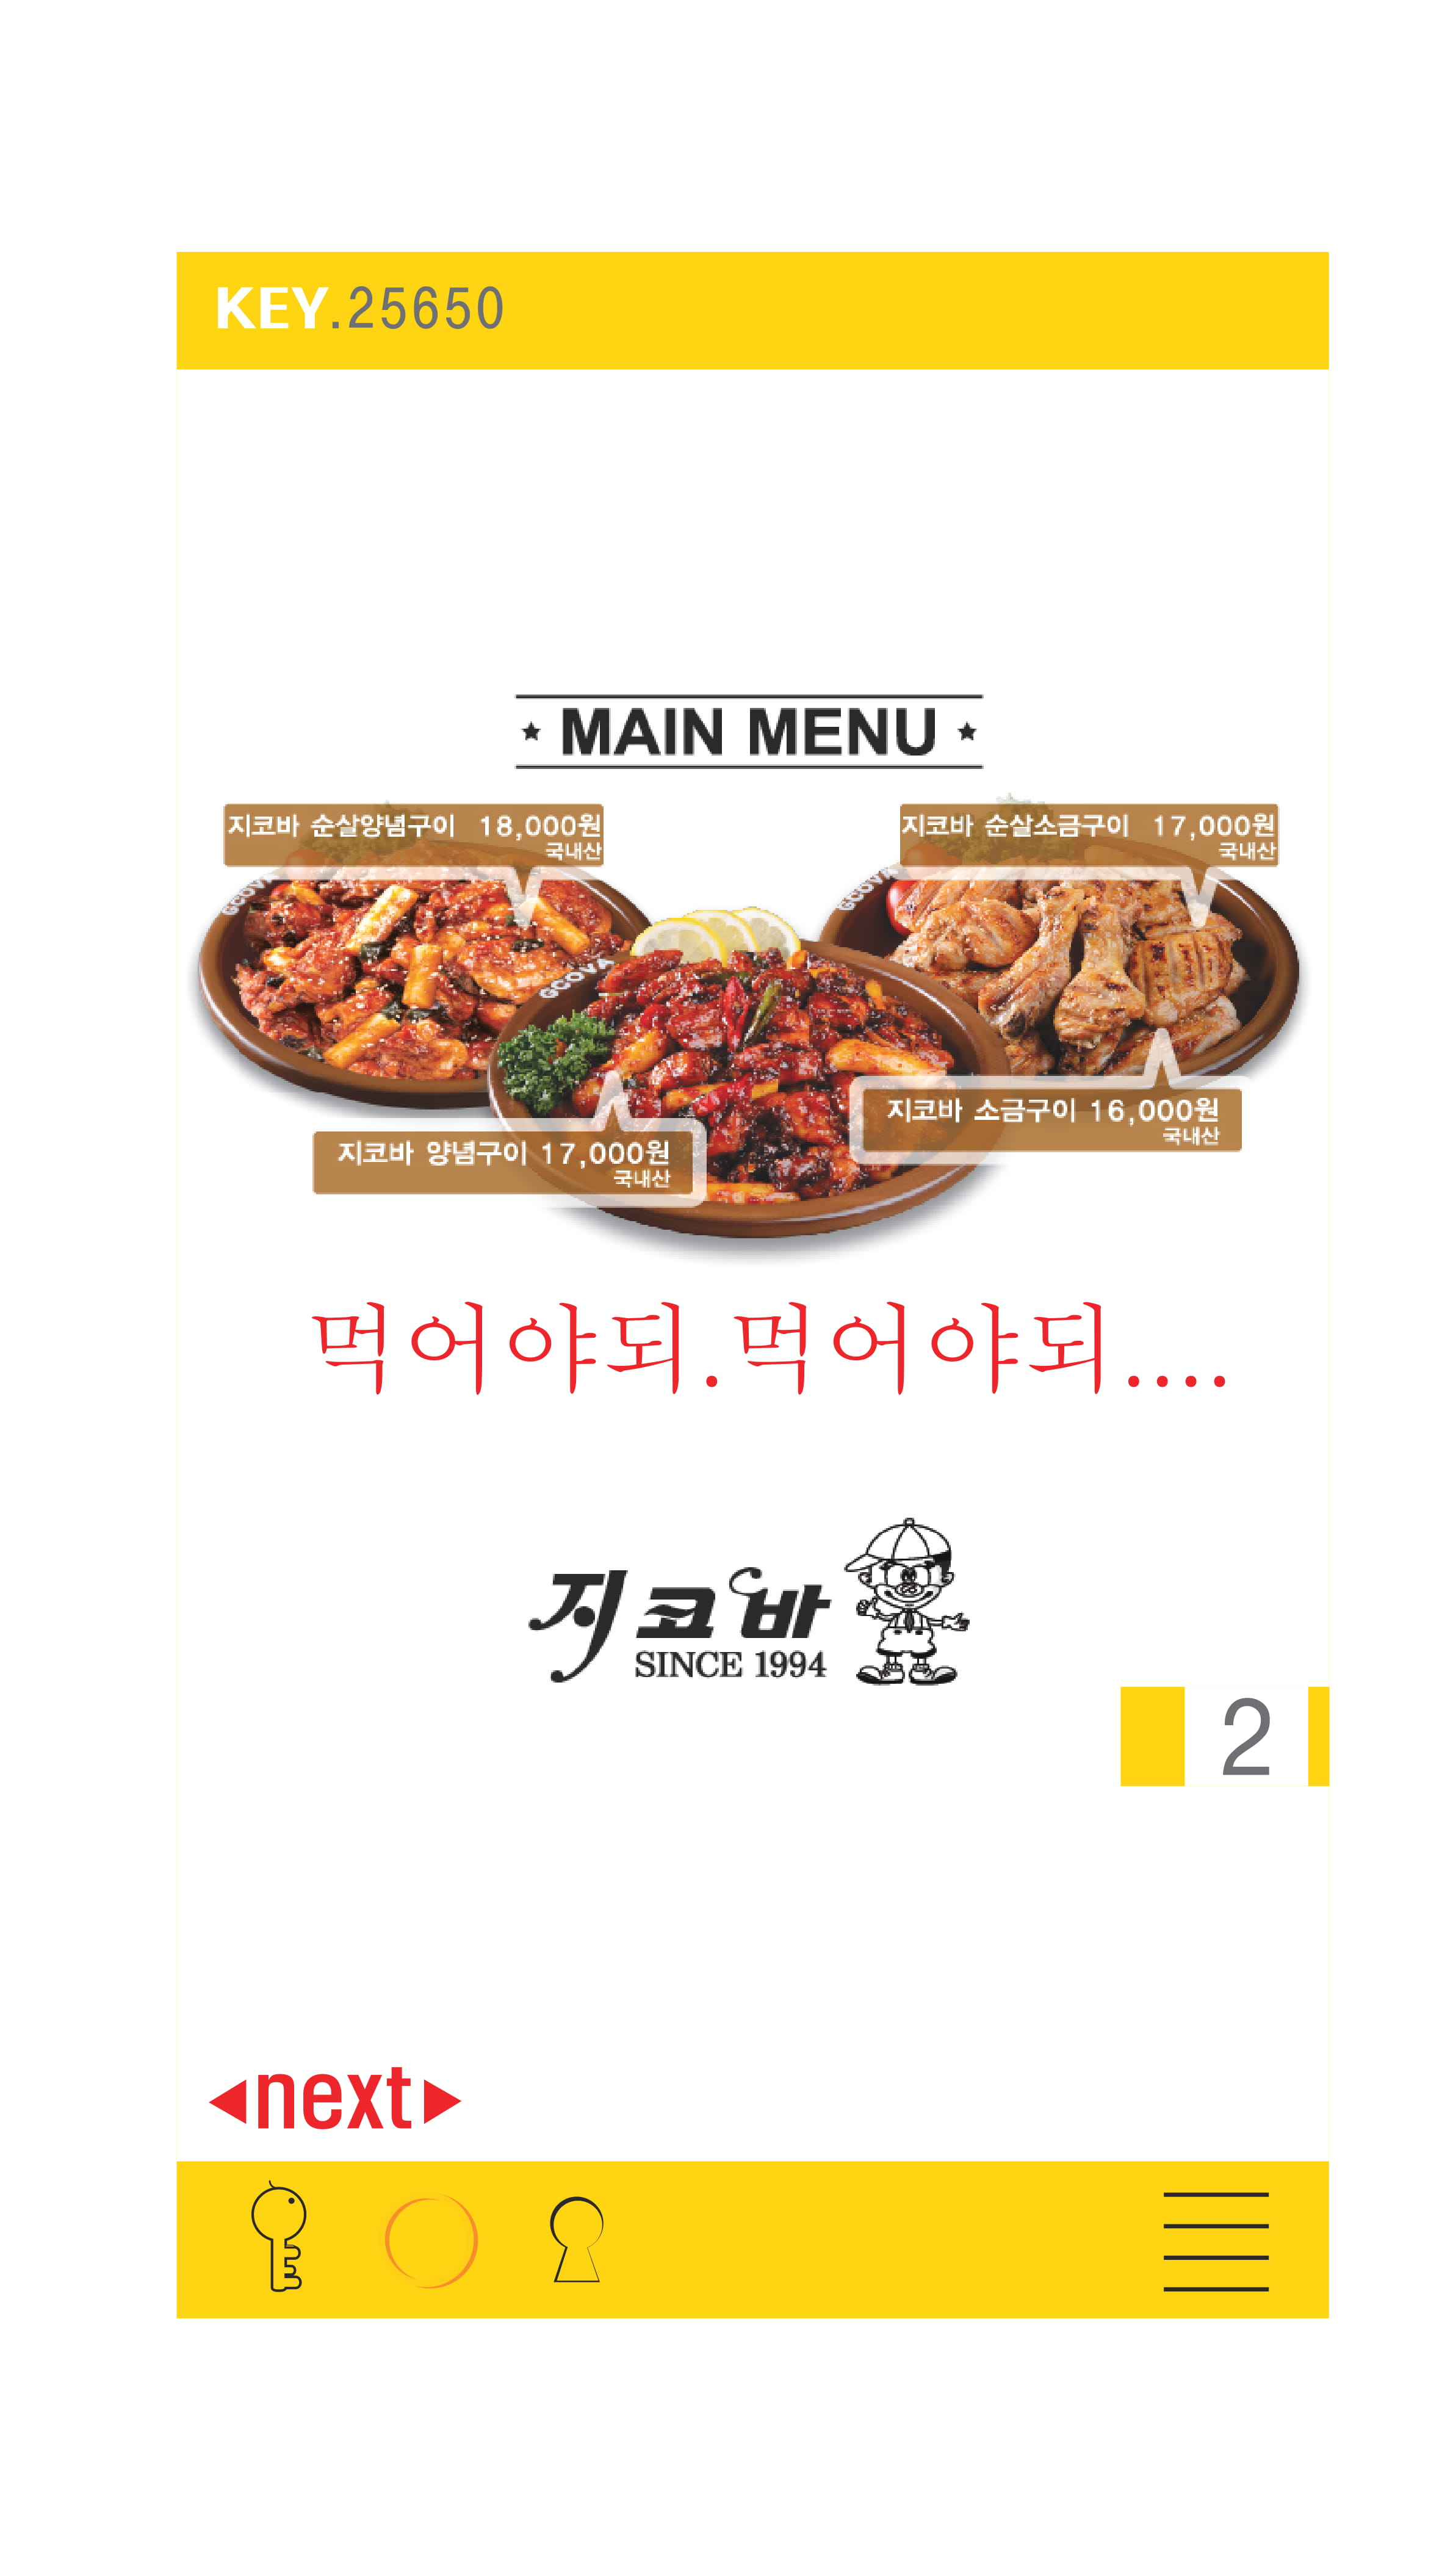 KEY.25650
MAIN MENU
지코바 순살양념구이 18,000원
국내산
지코바 순살소금구이 17,000원
국내산
GCOVA
GCOVA
GCOVA
지코바 소금구이 16,000원
국내산
지코바 양념구이 17,000원
국내산
먹어야되.먹어야되....
지코바
SINCE 1994
2
next